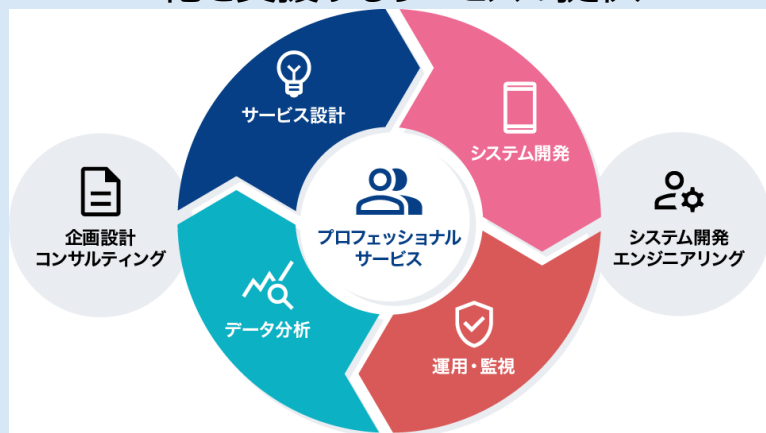 サービス設計
システム開発
企画設計
コンサルティング
プロフェッショナル
サービス
システム開発
エンジニアリング
データ分析
運用・監視